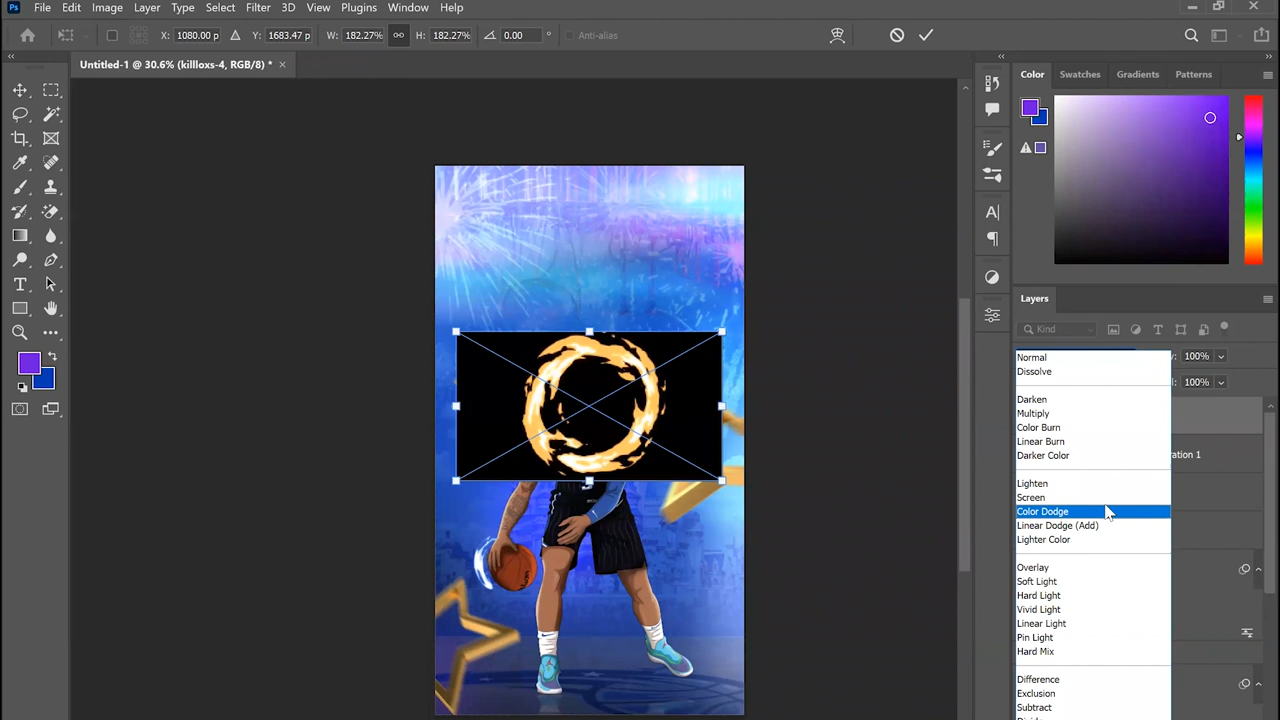 Ps File Edit Image Layer Type Select Filter 3D View Plugins Window Help
X: 1080.00 p Y: 1683.47 p W: 182.27% H: 182.27% 0.00 ° Anti-alias
Untitled-1 @ 30.6% (killloxs-4, RGB/8) *
Color Swatches Gradients Patterns
Layers
Kind
Normal
100%
Dissolve
100%
Darken
Multiply
Color Burn
Linear Burn
Darker Color
ration 1
Lighten
Screen
Color Dodge
Linear Dodge (Add)
Lighter Color
Overlay
Soft Light
Hard Light
Vivid Light
Linear Light
Pin Light
Hard Mix
Difference
Exclusion
Subtract